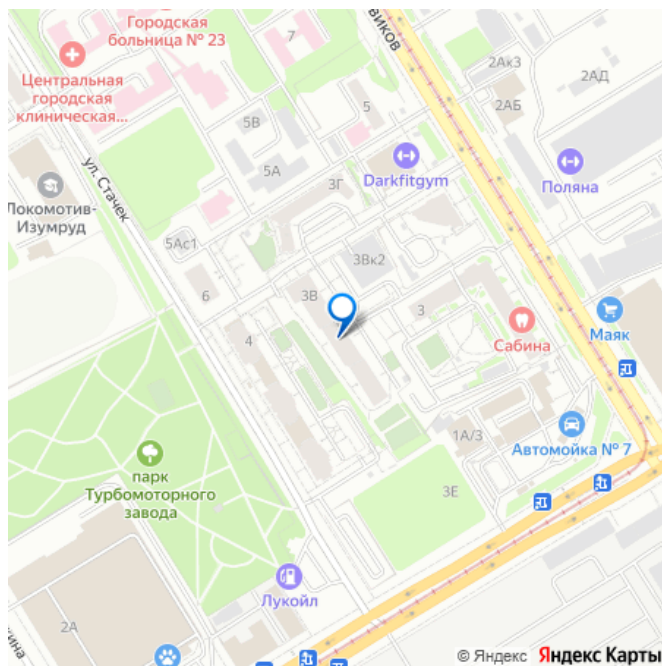 Городская
больница № 23
7
виков
2Ак3
2АД
2АБ
Центральная
городская
клиническая...
5
5В
Darkfitgym
Поляна
5А
3Г
ул. Стачек
Локомотив-
Изумруд
5Ас1
3Вк2
6
3В
3
4
Маяк
Сабина
1А/3
Автомойка № 7
парк
Турбомоторного
завода
3Е
Лукойл
2А
кина
© Яндекс Яндекс Карты